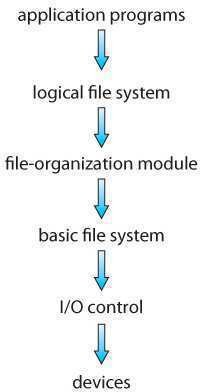 application programs
logical file system
file-organization module
basic file system
I/O control
devices